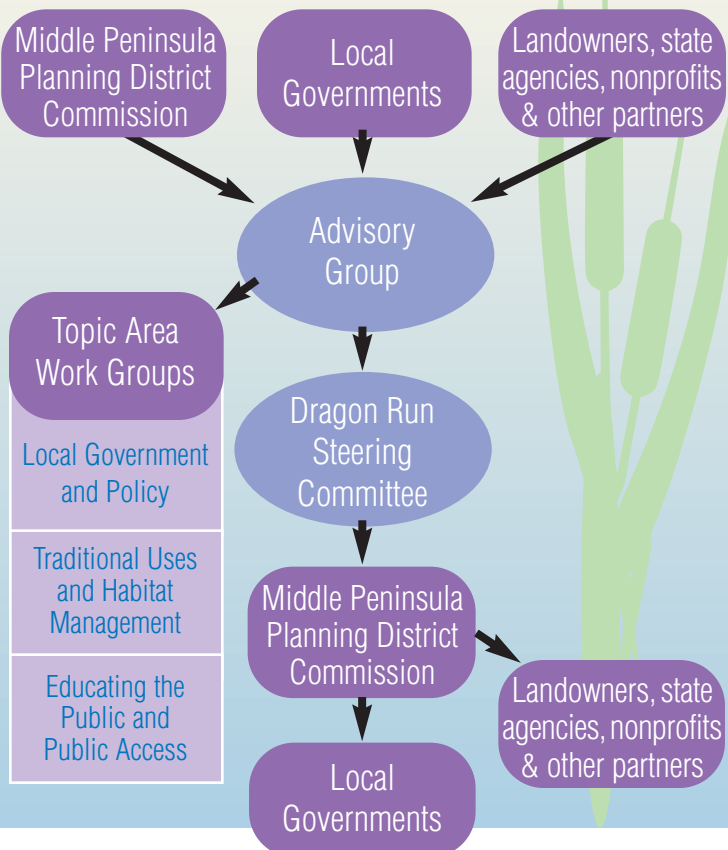 Middle Peninsula
Planning District
Commission
Local
Governments
Landowners, state
agencies, nonprofits
& other partners
Advisory
Group
Topic Area
Work Groups
Local Government
and Policy
Traditional Uses
and Habitat
Management
Educating the
Public and
Public Access
Dragon Run
Steering
Committee
Middle Peninsula
Planning District
Commission
Landowners, state
agencies, nonprofits
& other partners
Local
Governments